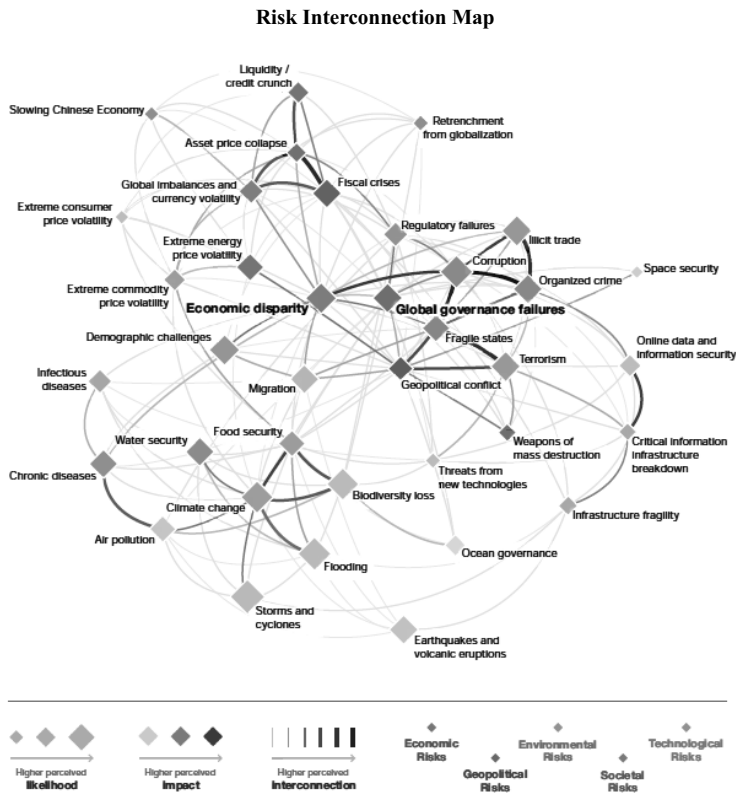 Risk Interconnection Map
Liquidity /
credit crunch
Slowing Chinese Economy
Retrenchment
from globalization
Asset price collapse
Fiscal crises
Global imbalances and
currency volatility
Extreme consumer
price volatility
Regulatory failures
Illicit trade
Extreme energy
price volatility
Corruption
Space security
Organized crime
Extreme commodity
price volatility
Economic disparity
Global governance failures
Fragile states
Demographic challenges
Online data and
information security
Terrorism
Infectious
diseases
Geopolitical conflict
Migration
Food security
Water security
Weapons of
mass destruction
Critical information
infrastructure
breakdown
Chronic diseases
Threats from
new technologies
Biodiversity loss
Climate change
Infrastructure fragility
Air pollution
Ocean governance
Flooding
Storms and
cyclones
Earthquakes and
volcanic eruptions
Higher perceived
likelihood
Higher perceived
impact
Higher perceived
interconnection
Economic
Risks
Geopolitical
Risks
Environmental
Risks
Societal
Risks
Technological
Risks